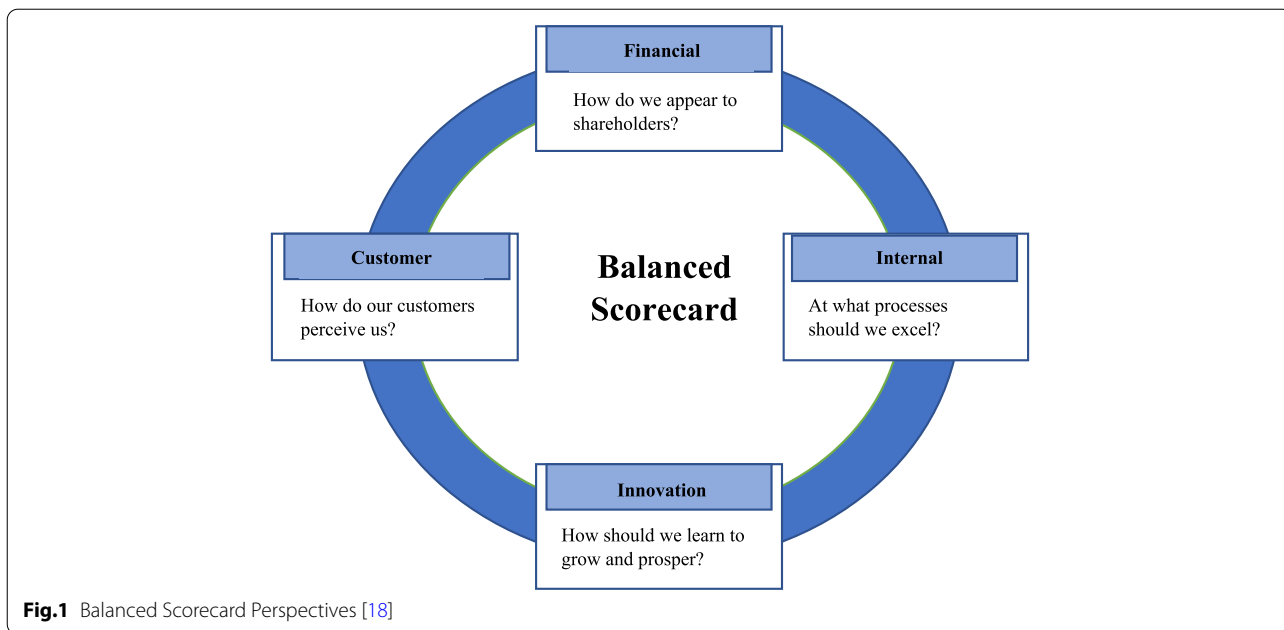 Financial
How do we appear to
shareholders?
Customer
How do our customers
perceive us?
Balanced
Scorecard
Internal
At what processes
should we excel?
Innovation
How should we learn to
grow and prosper?
Fig.1 Balanced Scorecard Perspectives [18]